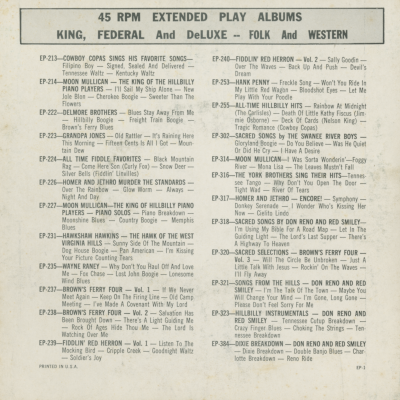 45 RPM EXTENDED PLAY ALBUMS
KING, FEDERAL And DeLUXE -- FOLK And WESTERN
EP-213—COWBOY COPAS SINGS HIS FAVORITE SONGS—
Filipino Boy — Signed, Sealed And Delivered —
Tennessee Waltz — Kentucky Waltz
EP-214—MOON MULLICAN — THE KING OF THE HILLBILLY
PIANO PLAYERS — I'll Sail My Ship Alone — New
Jole Blon — Cherokee Boogie — Sweeter Than The
Flowers
EP-222—DELMORE BROTHERS — Blues Stay Away From Me
— Hillbilly Boogie — Freight Train Boogie —
Brown's Ferry Blues
EP-223—GRANDPA JONES — Old Rattler — It's Raining Here
This Morning — Fifteen Cents Is All I Got — Moun-
tain Dew
EP-224—ALL TIME FIDDLE FAVORITES — Black Mountain
Rag — Come Here Son (Curly Fox) — Snow Deer —
Silver Bells (Fiddlin' Linvilles)
EP-226—HOMER AND JETHRO MURDER THE STANDARDS —
Over The Rainbow — Glow Worm — Always —
Night And Day
EP-227—MOON MULLICAN—THE KING OF HILLBILLY PIANO
PLAYERS — PIANO SOLOS — Piano Breakdown —
Moonshine Blues — Country Boogie — Memphis
Blues
EP-231—HAWKSHAW HAWKINS — THE HAWK OF THE WEST
VIRGINIA HILLS — Sunny Side Of The Mountain —
Dog House Boogie — Pan American — I'm Kissing
Your Picture Counting Tears
EP-235—WAYNE RANEY — Why Don't You Haul Off And Love
Me — Fox Chase — Lost John Boogie — Lonesome
Wind Blues
EP-237—BROWN'S FERRY FOUR — Vol. 1 — If We Never
Meet Again — Keep On The Firing Line — Old Camp
Meeting — I've Made A Covenant With My Lord
EP-238—BROWN'S FERRY FOUR — Vol. 2 — Salvation Has
Been Brought Down — There's A Light Guiding Me
— Rock Of Ages Hide Thou Me — The Lord Is
Watching Over Me
EP-239—FIDDLIN' RED HERRON — Vol. 1 — Listen To The
Mocking Bird — Cripple Creek — Goodnight Waltz
— Soldier's Joy
EP-240—FIDDLIN' RED HERRON — Vol. 2 — Sally Goodin —
Over The Waves — Back Up And Push — Devil's
Dream
EP-253—HANK PENNY — Freckle Song — Won't You Ride In
My Little Red Wagon — Bloodshot Eyes — Let Me
Play With Your Poodle
EP-255—ALL-TIME HILLBILLY HITS — Rainbow At Midnight
(The Carlisles) — Death Of Little Kathy Fiscus (Jim-
mie Osborne) — Deck Of Cards (Nelson King) —
Tragic Romance (Cowboy Copas)
EP-302—SACRED SONGS by THE SWANEE RIVER BOYS —
Gloryland Boogie — Do You Believe — Was He Quiet
Or Did He Cry — I Have A Desire
EP-314—MOON MULLICAN — I Was Sorta Wonderin'—Foggy
River — Mona Lisa — The Leaves Mustn't Fall
EP-316—THE YORK BROTHERS SING THEIR HITS—Tennes-
see Tango — Why Don't You Open The Door —
Tight Wad — River Of Tears
EP-317—HOMER AND JETHRO — ENCORE! — Symphony —
Donkey Serenade — I Wonder Who's Kissing Her
Now — Cielito Lindo
EP-318—SACRED SONGS BY DON RENO AND RED SMILEY—
I'm Using My Bible For A Road Map — Let In The
Guiding Light — The Lord's Last Supper — There's
A Highway To Heaven
EP-320—SACRED SELECTIONS — BROWN'S FERRY FOUR —
Vol. 3 — Will The Circle Be Unbroken — Just A
Little Talk With Jesus — Rockin' On The Waves —
I'll Fly Away
EP-321—SONGS FROM THE HILLS — DON RENO AND RED
SMILEY — I'm The Talk Of The Town — Maybe You
Will Change Your Mind — I'm Gone, Long Gone —
Please Don't Feel Sorry For Me
EP-323—HILLBILLY INSTRUMENTALS — DON RENO AND
RED SMILEY — Tennessee Cutup Breakdown —
Crazy Finger Blues — Choking The Strings — Ten-
nessee Breakdown
EP-384—DIXIE BREAKDOWN — DON RENO AND RED SMILEY
— Dixie Breakdown — Double Banjo Blues — Char-
lotte Breakdown — Reno Ride
PRINTED IN U.S.A.
EP-1